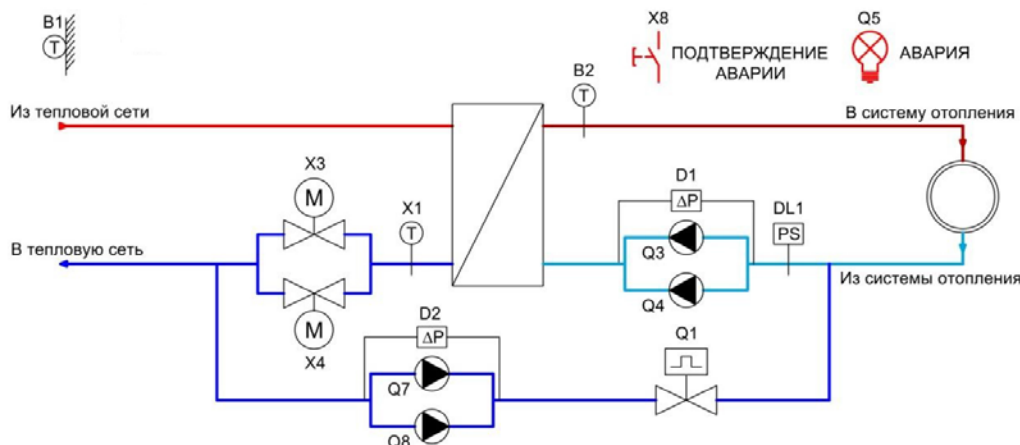 B1
T
X8
ПОДТВЕРЖДЕНИЕ
АВАРИИ
Q5
АВАРИЯ
B2
T
Из тепловой сети
В систему отопления
X3
M
X1
T
D1
ΔP
DL1
PS
Q3
В тепловую сеть
Из системы отопления
Q4
M
X4
D2
ΔP
Q1
Q7
Q8